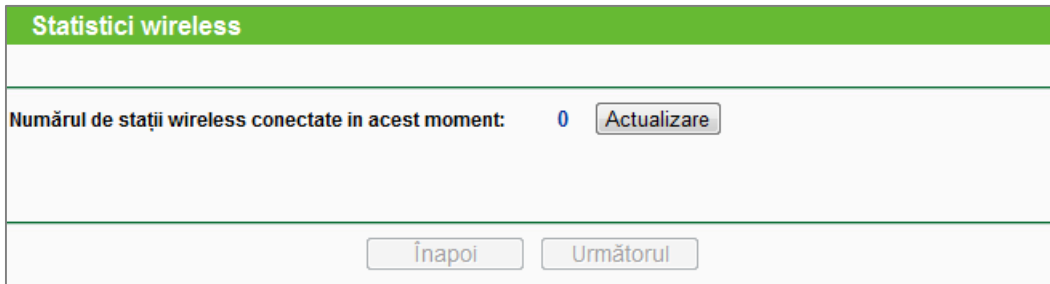 Statistici wireless
Numărul de stații wireless conectate in acest moment: 0 Actualizare
Înapoi Următorul